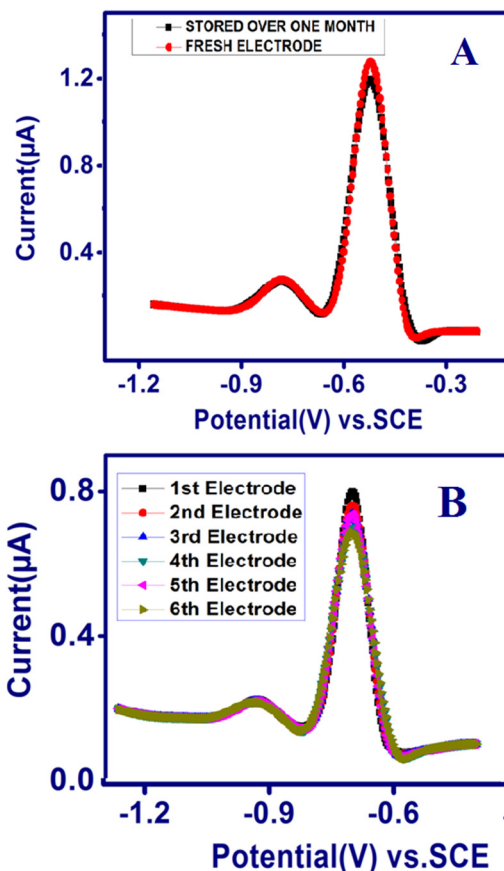 STORED OVER ONE MONTH
FRESH ELECTRODE
A
1.2
0.8
0.4
Current(µA)
-1.2 -0.9 -0.6 -0.3
Potential(V) vs.SCE
1st Electrode
2nd Electrode
3rd Electrode
4th Electrode
5th Electrode
6th Electrode
B
0.8
0.4
0.0
Current(µA
-1.2 -0.9 -0.6
Potential(V) vs.SCE